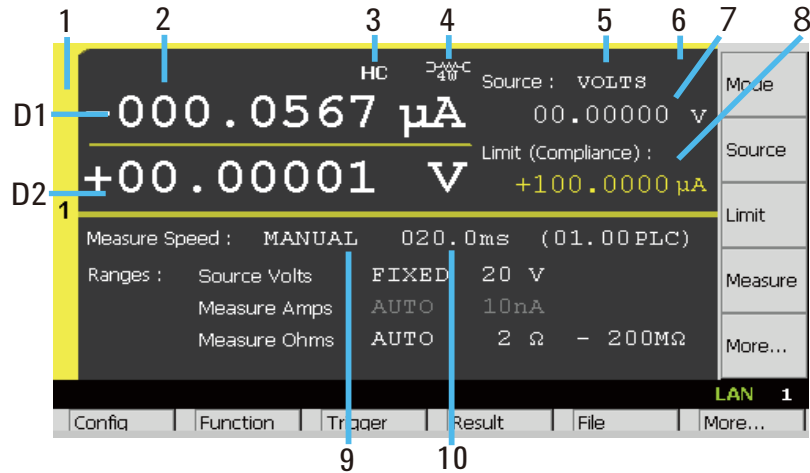 1 2 3 4 5 6 7 8
HC 4W
Source : VOLTS
Mode
D1 -000.0567 µA
00.00000 V
Limit (Compliance) :
Source
D2 +00.00001 V
+100.0000 µA
1
Limit
Measure Speed : MANUAL 020.0ms (01.00PLC)
Ranges : Source Volts FIXED 20 V
Measure
Measure Amps AUTO 10nA
Measure Ohms AUTO 2 Ω - 200MΩ
More...
LAN 1
Config Function Trigger Result File More...
9 10